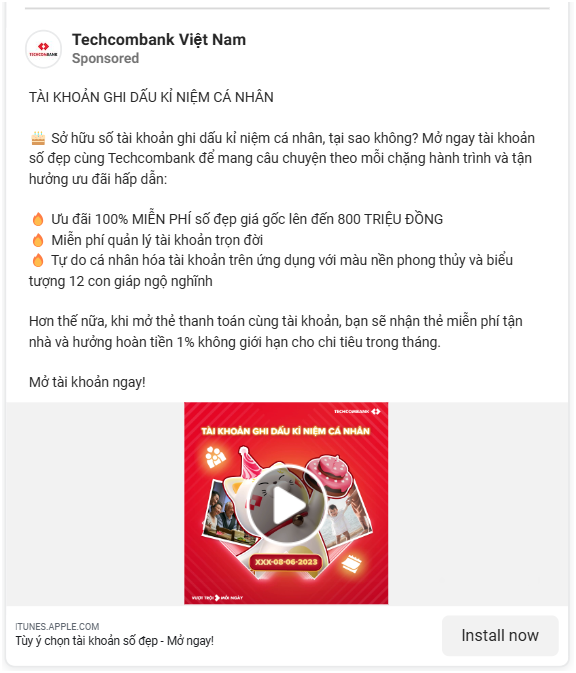 Techcombank Việt Nam
TECHCOMBANK
Sponsored
TÀI KHOẢN GHI DẤU KỈ NIỆM CÁ NHÂN
🎂 Sở hữu số tài khoản ghi dấu kỉ niệm cá nhân, tại sao không? Mở ngay tài khoản
số đẹp cùng Techcombank để mang câu chuyện theo mỗi chặng hành trình và tận
hưởng ưu đãi hấp dẫn:
🔥 Ưu đãi 100% MIỄN PHÍ số đẹp giá gốc lên đến 800 TRIỆU ĐỒNG
🔥 Miễn phí quản lý tài khoản trọn đời
🔥 Tự do cá nhân hóa tài khoản trên ứng dụng với màu nền phong thủy và biểu
tượng 12 con giáp ngộ nghĩnh
Hơn thế nữa, khi mở thẻ thanh toán cùng tài khoản, bạn sẽ nhận thẻ miễn phí tận
nhà và hưởng hoàn tiền 1% không giới hạn cho chi tiêu trong tháng.
Mở tài khoản ngay!
TECHCOMBANK
TÀI KHOẢN GHI DẤU KỈ NIỆM CÁ NHÂN
XXX-08-06-2023
VƯỢT TRỘI MỖI NGÀY
ITUNES.APPLE.COM
Tùy ý chọn tài khoản số đẹp - Mở ngay!
Install now